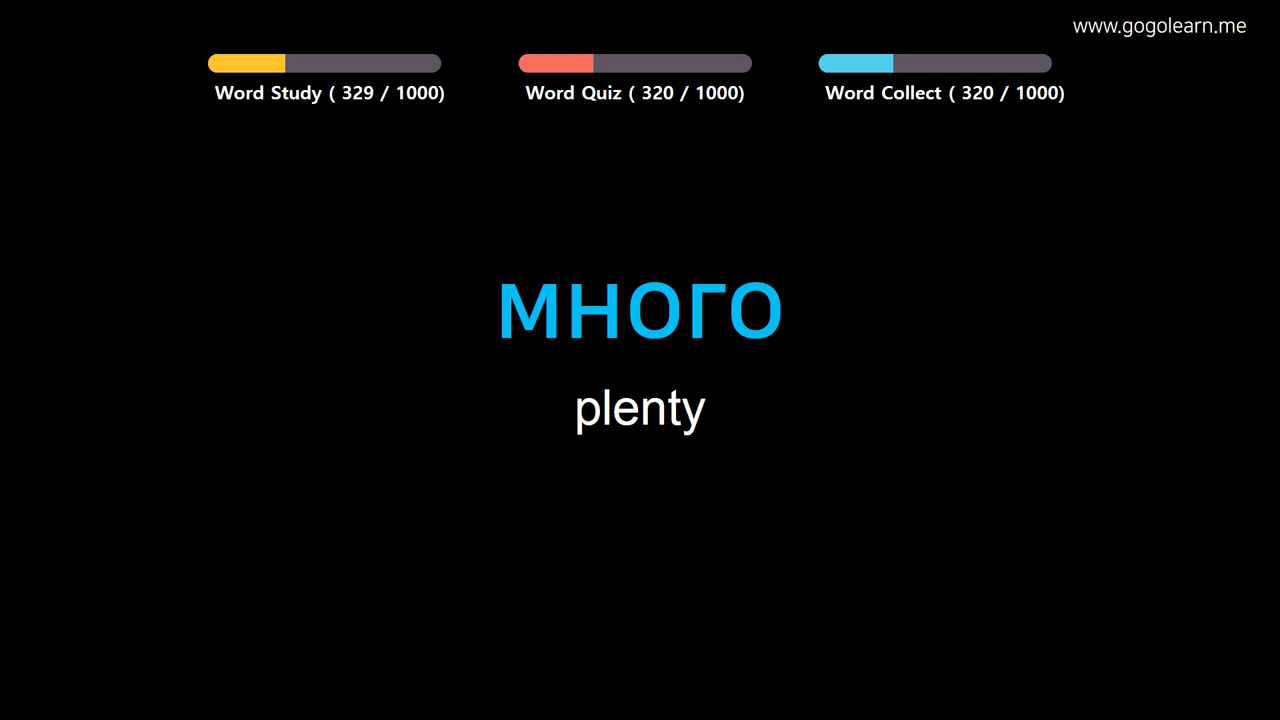 www.gogolearn.me
Word Study ( 329 / 1000)
Word Quiz ( 320 / 1000)
Word Collect ( 320 / 1000)
много
plenty